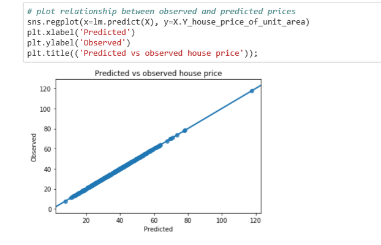 # plot relationship between observed and predicted prices
sns.regplot(x=lm.predict(X), y=X.Y_house_price_of_unit_area)
plt.xlabel('Predicted')
plt.ylabel('Observed')
plt.title(('Predicted vs observed house price'));
Predicted vs observed house price
120
100
80
60
40
20
0
Observed
20 40 60 80 100 120
Predicted